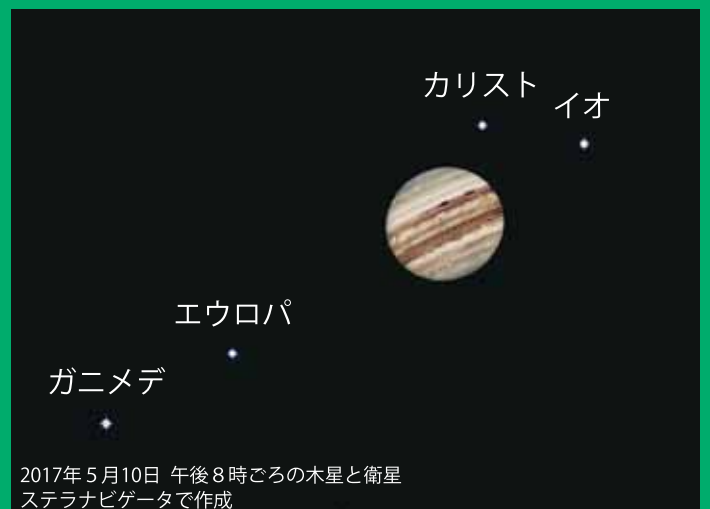 カリスト
イオ
エウロパ
ガニメデ
2017年５月10日 午後８時ごろの木星と衛星
ステラナビゲータで作成